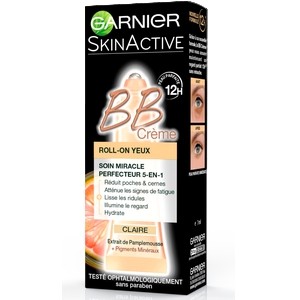 GARNIER
SKINACTIVE
PEAU PARFAITE
12H
BB
Crème
ROLL-ON YEUX
SOIN MIRACLE
PERFECTEUR 5-EN-1
Réduit poches & cernes
Atténue les signes de fatigue
Lisse les ridules
Illumine le regard
Hydrate
CLAIRE
Extrait de Pamplemousse
+ Pigments Minéraux
TESTÉ OPHTALMOLOGIQUEMENT
sans paraben